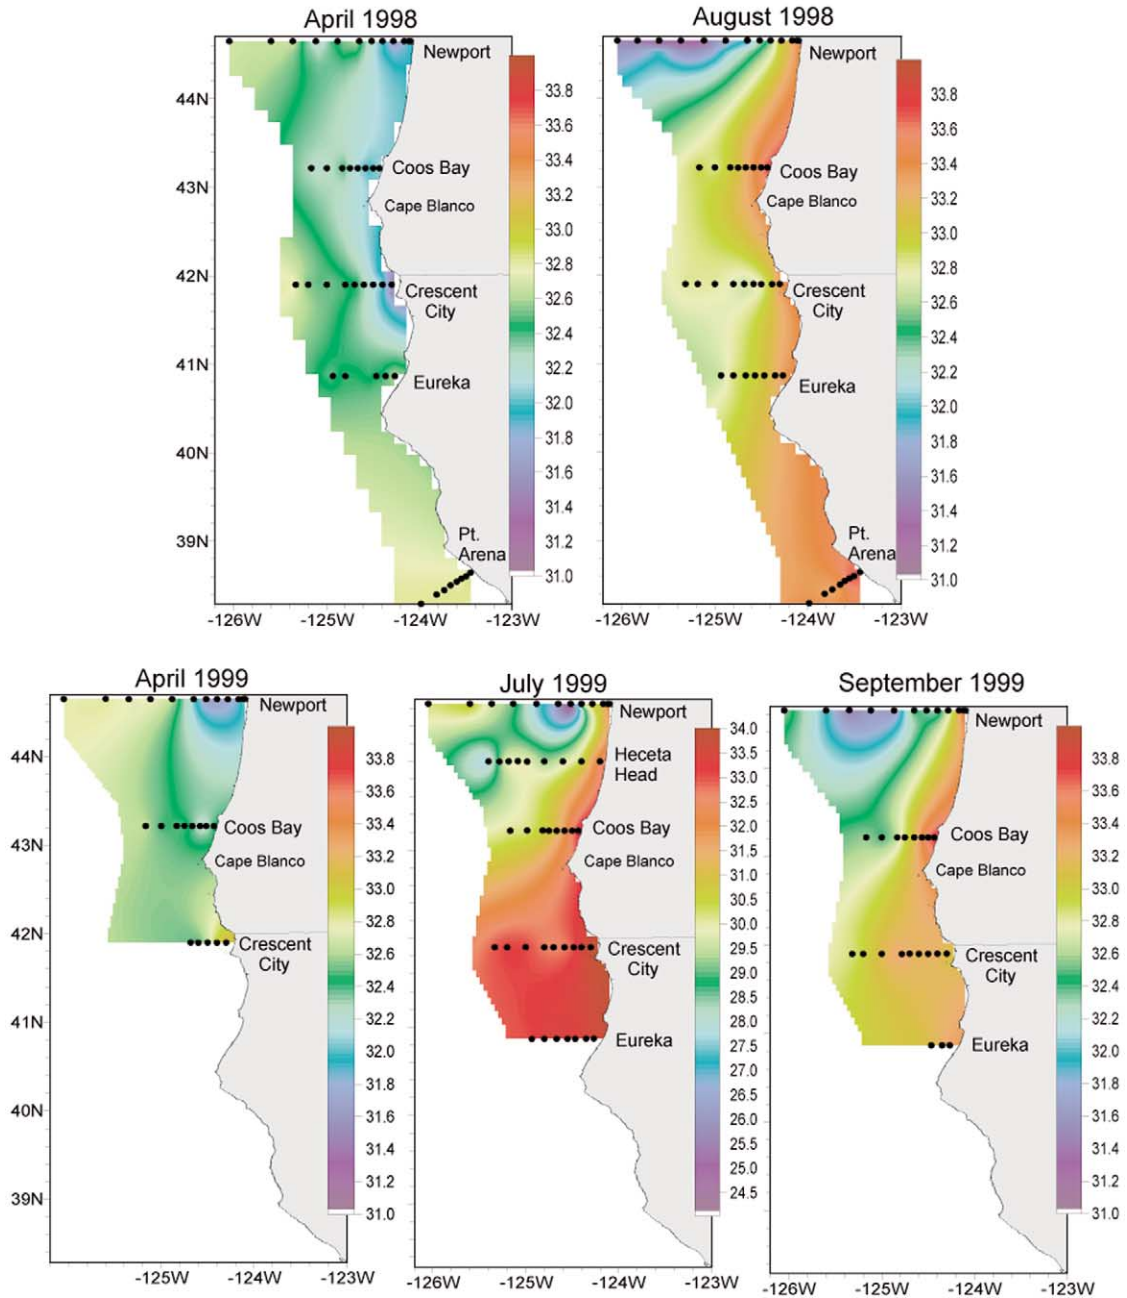 April 1998
Newport
Coos Bay
Cape Blanco
Crescent
City
Eureka
Pt.
Arena
44N
43N
42N
41N
40N
39N
-126W -125W -124W -123W
33.8
33.6
33.4
33.2
33.0
32.8
32.6
32.4
32.2
32.0
31.8
31.6
31.4
31.2
31.0
August 1998
Newport
Coos Bay
Cape Blanco
Crescent
City
Eureka
Pt.
Arena
-125W -124W -123W
33.8
33.6
33.4
33.2
33.0
32.8
32.6
32.4
32.2
32.0
31.8
31.6
31.4
31.2
31.0
April 1999
Newport
Coos Bay
Cape Blanco
Crescent
City
44N
43N
42N
41N
40N
39N
-125W -124W -123W
33.8
33.6
33.4
33.2
33.0
32.8
32.6
32.4
32.2
32.0
31.8
31.6
31.4
31.2
31.0
July 1999
Newport
Heceta
Head
Coos Bay
Cape Blanco
Crescent
City
Eureka
-126W -125W -124W -123W
34.0
33.0
32.5
32.0
31.5
31.0
30.5
30.0
29.5
29.0
28.5
28.0
27.5
27.0
26.5
25.5
25.0
24.5
September 1999
Newport
Coos Bay
Cape Blanco
Crescent
City
Eureka
-126W -125W -124W -123W
33.8
33.6
33.4
33.2
33.0
32.8
32.6
32.4
32.2
32.0
31.8
31.6
31.4
31.2
31.0